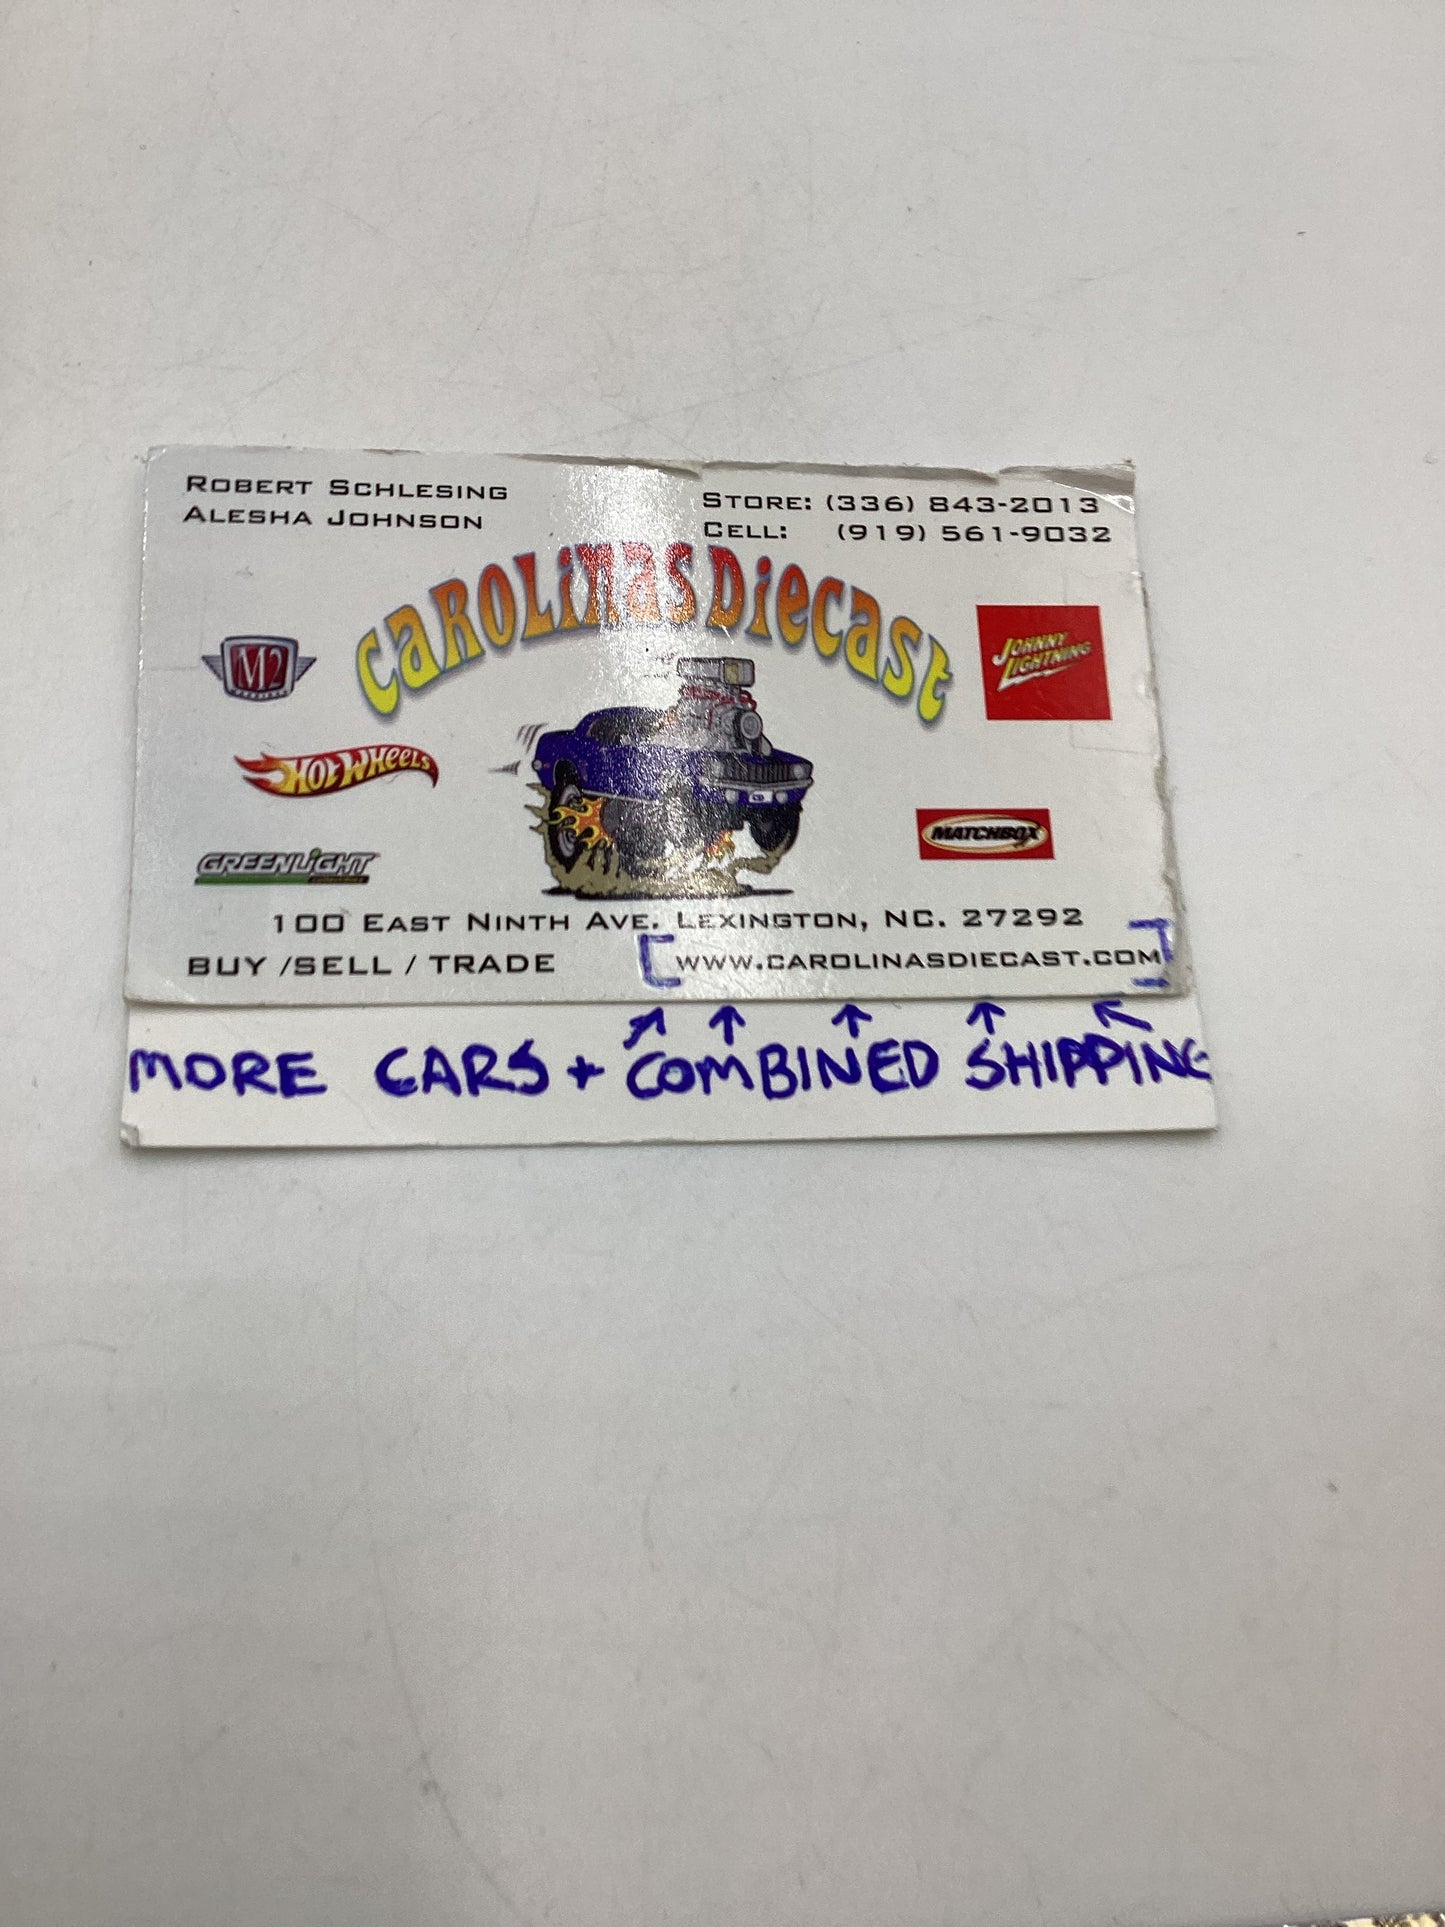 ROBERT SCHLESING
ALESHA JOHNSON
STORE: (336) 843-2013
CELL: (919) 561-9032
CAROLINAS DIECAST
M2
JOHNNY LIGHTNING
HOT WHEELS
MATCHBOX
GREENLIGHT
100 EAST NINTH AVE. LEXINGTON, NC. 27292
BUY /SELL / TRADE
WWW.CAROLINASDIECAST.COM
MORE CARS + COMBINED SHIPPING